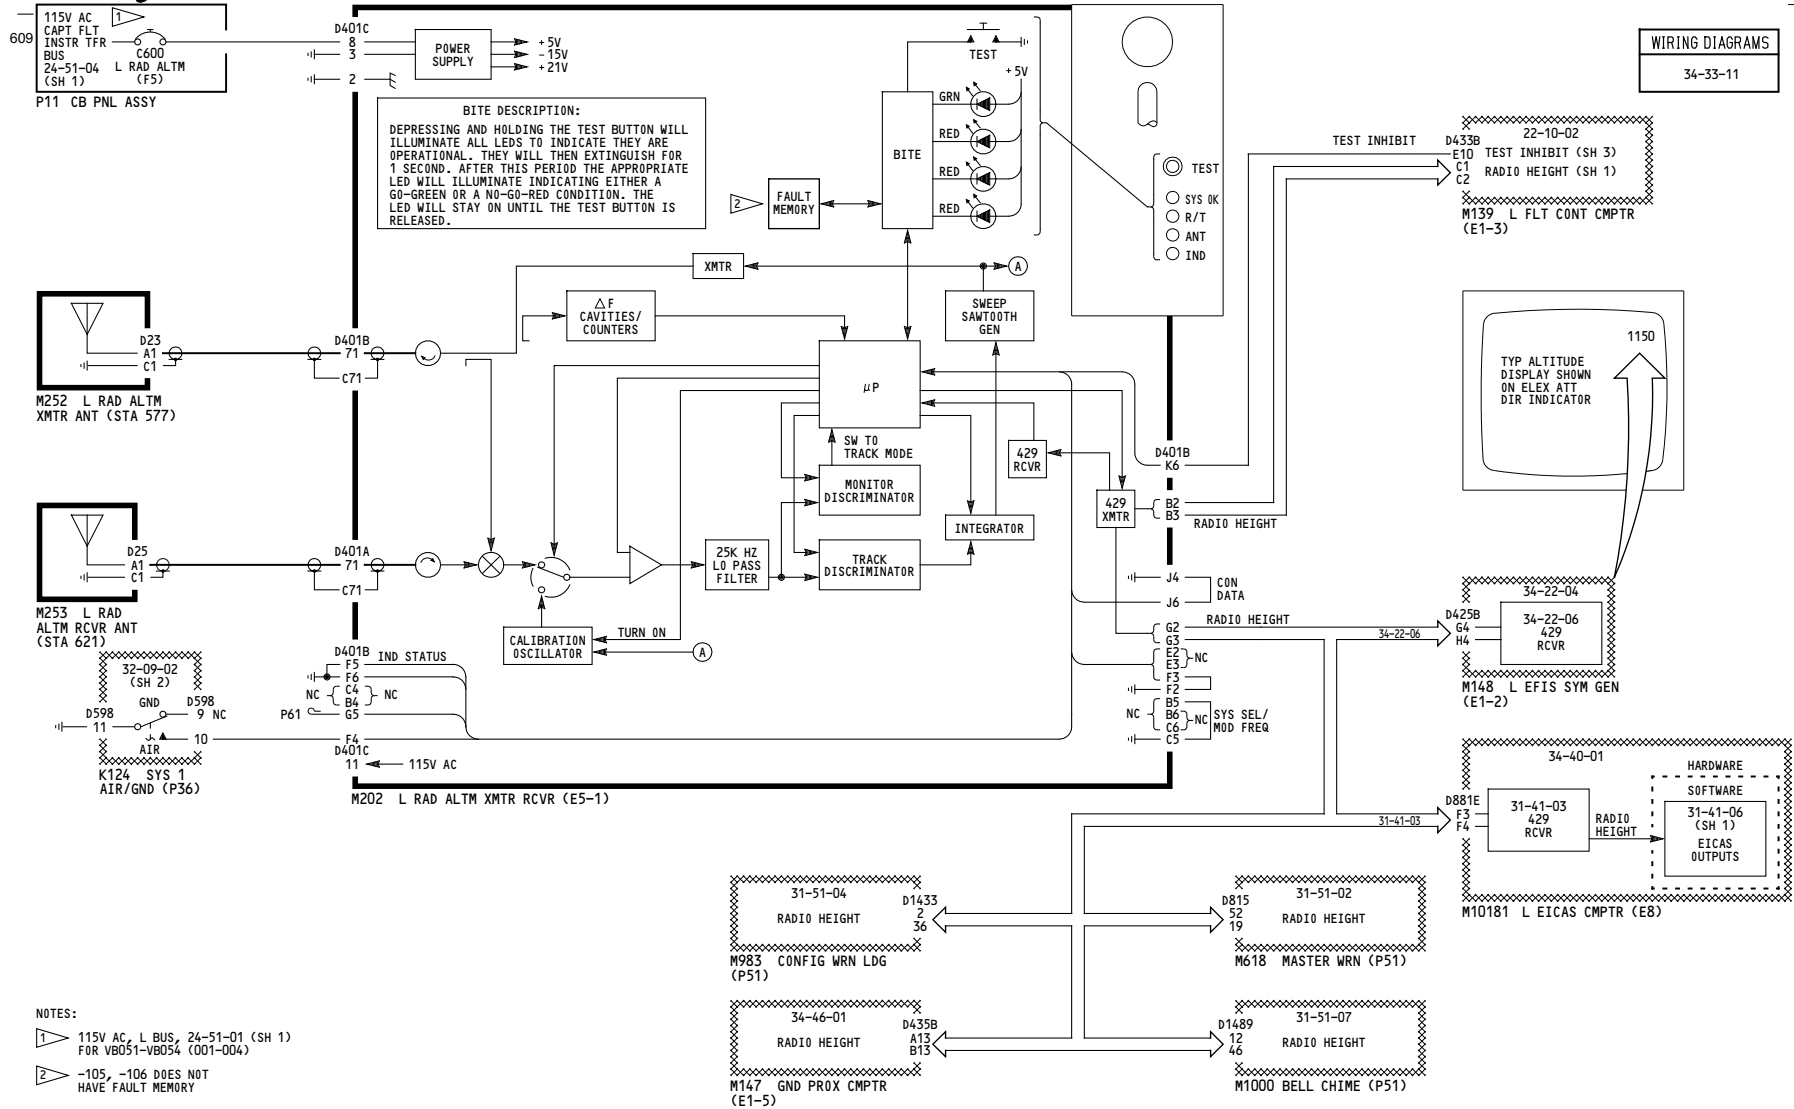 609
115V AC
CAPT FLT
INSTR TFR
BUS
24-51-04
(SH 1)
1
C600
L RAD ALTM
(F5)
P11 CB PNL ASSY
D401C
8
3
2
POWER
SUPPLY
+5V
-15V
+21V
BITE DESCRIPTION:
DEPRESSING AND HOLDING THE TEST BUTTON WILL
ILLUMINATE ALL LEDS TO INDICATE THEY ARE
OPERATIONAL. THEY WILL THEN EXTINGUISH FOR
1 SECOND. AFTER THIS PERIOD THE APPROPRIATE
LED WILL ILLUMINATE INDICATING EITHER A
GO-GREEN OR A NO-GO-RED CONDITION. THE
LED WILL STAY ON UNTIL THE TEST BUTTON IS
RELEASED.
2
FAULT
MEMORY
BITE
TEST
+5V
GRN
RED
RED
RED
TEST
SYS OK
R/T
ANT
IND
WIRING DIAGRAMS
34-33-11
TEST INHIBIT
D433B
E10
C1
C2
22-10-02
TEST INHIBIT (SH 3)
RADIO HEIGHT (SH 1)
M139 L FLT CONT CMPTR
(E1-3)
XMTR
A
△F
CAVITIES/
COUNTERS
SWEEP
SAWTOOTH
GEN
D23
A1
C1
D401B
71
C71
M252 L RAD ALTM
XMTR ANT (STA 577)
μP
SW TO
TRACK MODE
429
RCVR
MONITOR
DISCRIMINATOR
429
XMTR
INTEGRATOR
D401B
K6
B2
B3
RADIO HEIGHT
1150
TYP ALTITUDE
DISPLAY SHOWN
ON ELEX ATT
DIR INDICATOR
D25
A1
C1
D401A
71
C71
M253 L RAD
ALTM RCVR ANT
(STA 621)
25K HZ
LO PASS
FILTER
TRACK
DISCRIMINATOR
CALIBRATION
OSCILLATOR
TURN ON
A
J4
J6
CON
DATA
G2
G3
RADIO HEIGHT
34-22-06
E2
E3
NC
F3
F2
B5
B6
C6
C5
NC
NC
SYS SEL/
MOD FREQ
D425B
G4
H4
34-22-04
34-22-06
429
RCVR
M148 L EFIS SYM GEN
(E1-2)
32-09-02
(SH 2)
GND
D598
11
D598
9 NC
10
AIR
K124 SYS 1
AIR/GND (P36)
D401B
F5
IND STATUS
F6
NC
C4
B4
NC
P61
G5
F4
D401C
11
115V AC
M202 L RAD ALTM XMTR RCVR (E5-1)
34-40-01
HARDWARE
SOFTWARE
D881E
F3
F4
31-41-03
31-41-03
429
RCVR
RADIO
HEIGHT
31-41-06
(SH 1)
EICAS
OUTPUTS
M10181 L EICAS CMPTR (E8)
31-51-04
RADIO HEIGHT
D1433
2
36
M983 CONFIG WRN LDG
(P51)
D815
52
19
31-51-02
RADIO HEIGHT
M618 MASTER WRN (P51)
34-46-01
RADIO HEIGHT
D435B
A13
B13
M147 GND PROX CMPTR
(E1-5)
D1489
12
46
31-51-07
RADIO HEIGHT
M1000 BELL CHIME (P51)
NOTES:
1 115V AC, L BUS, 24-51-01 (SH 1)
FOR VB051-VB054 (001-004)
2 -105, -106 DOES NOT
HAVE FAULT MEMORY